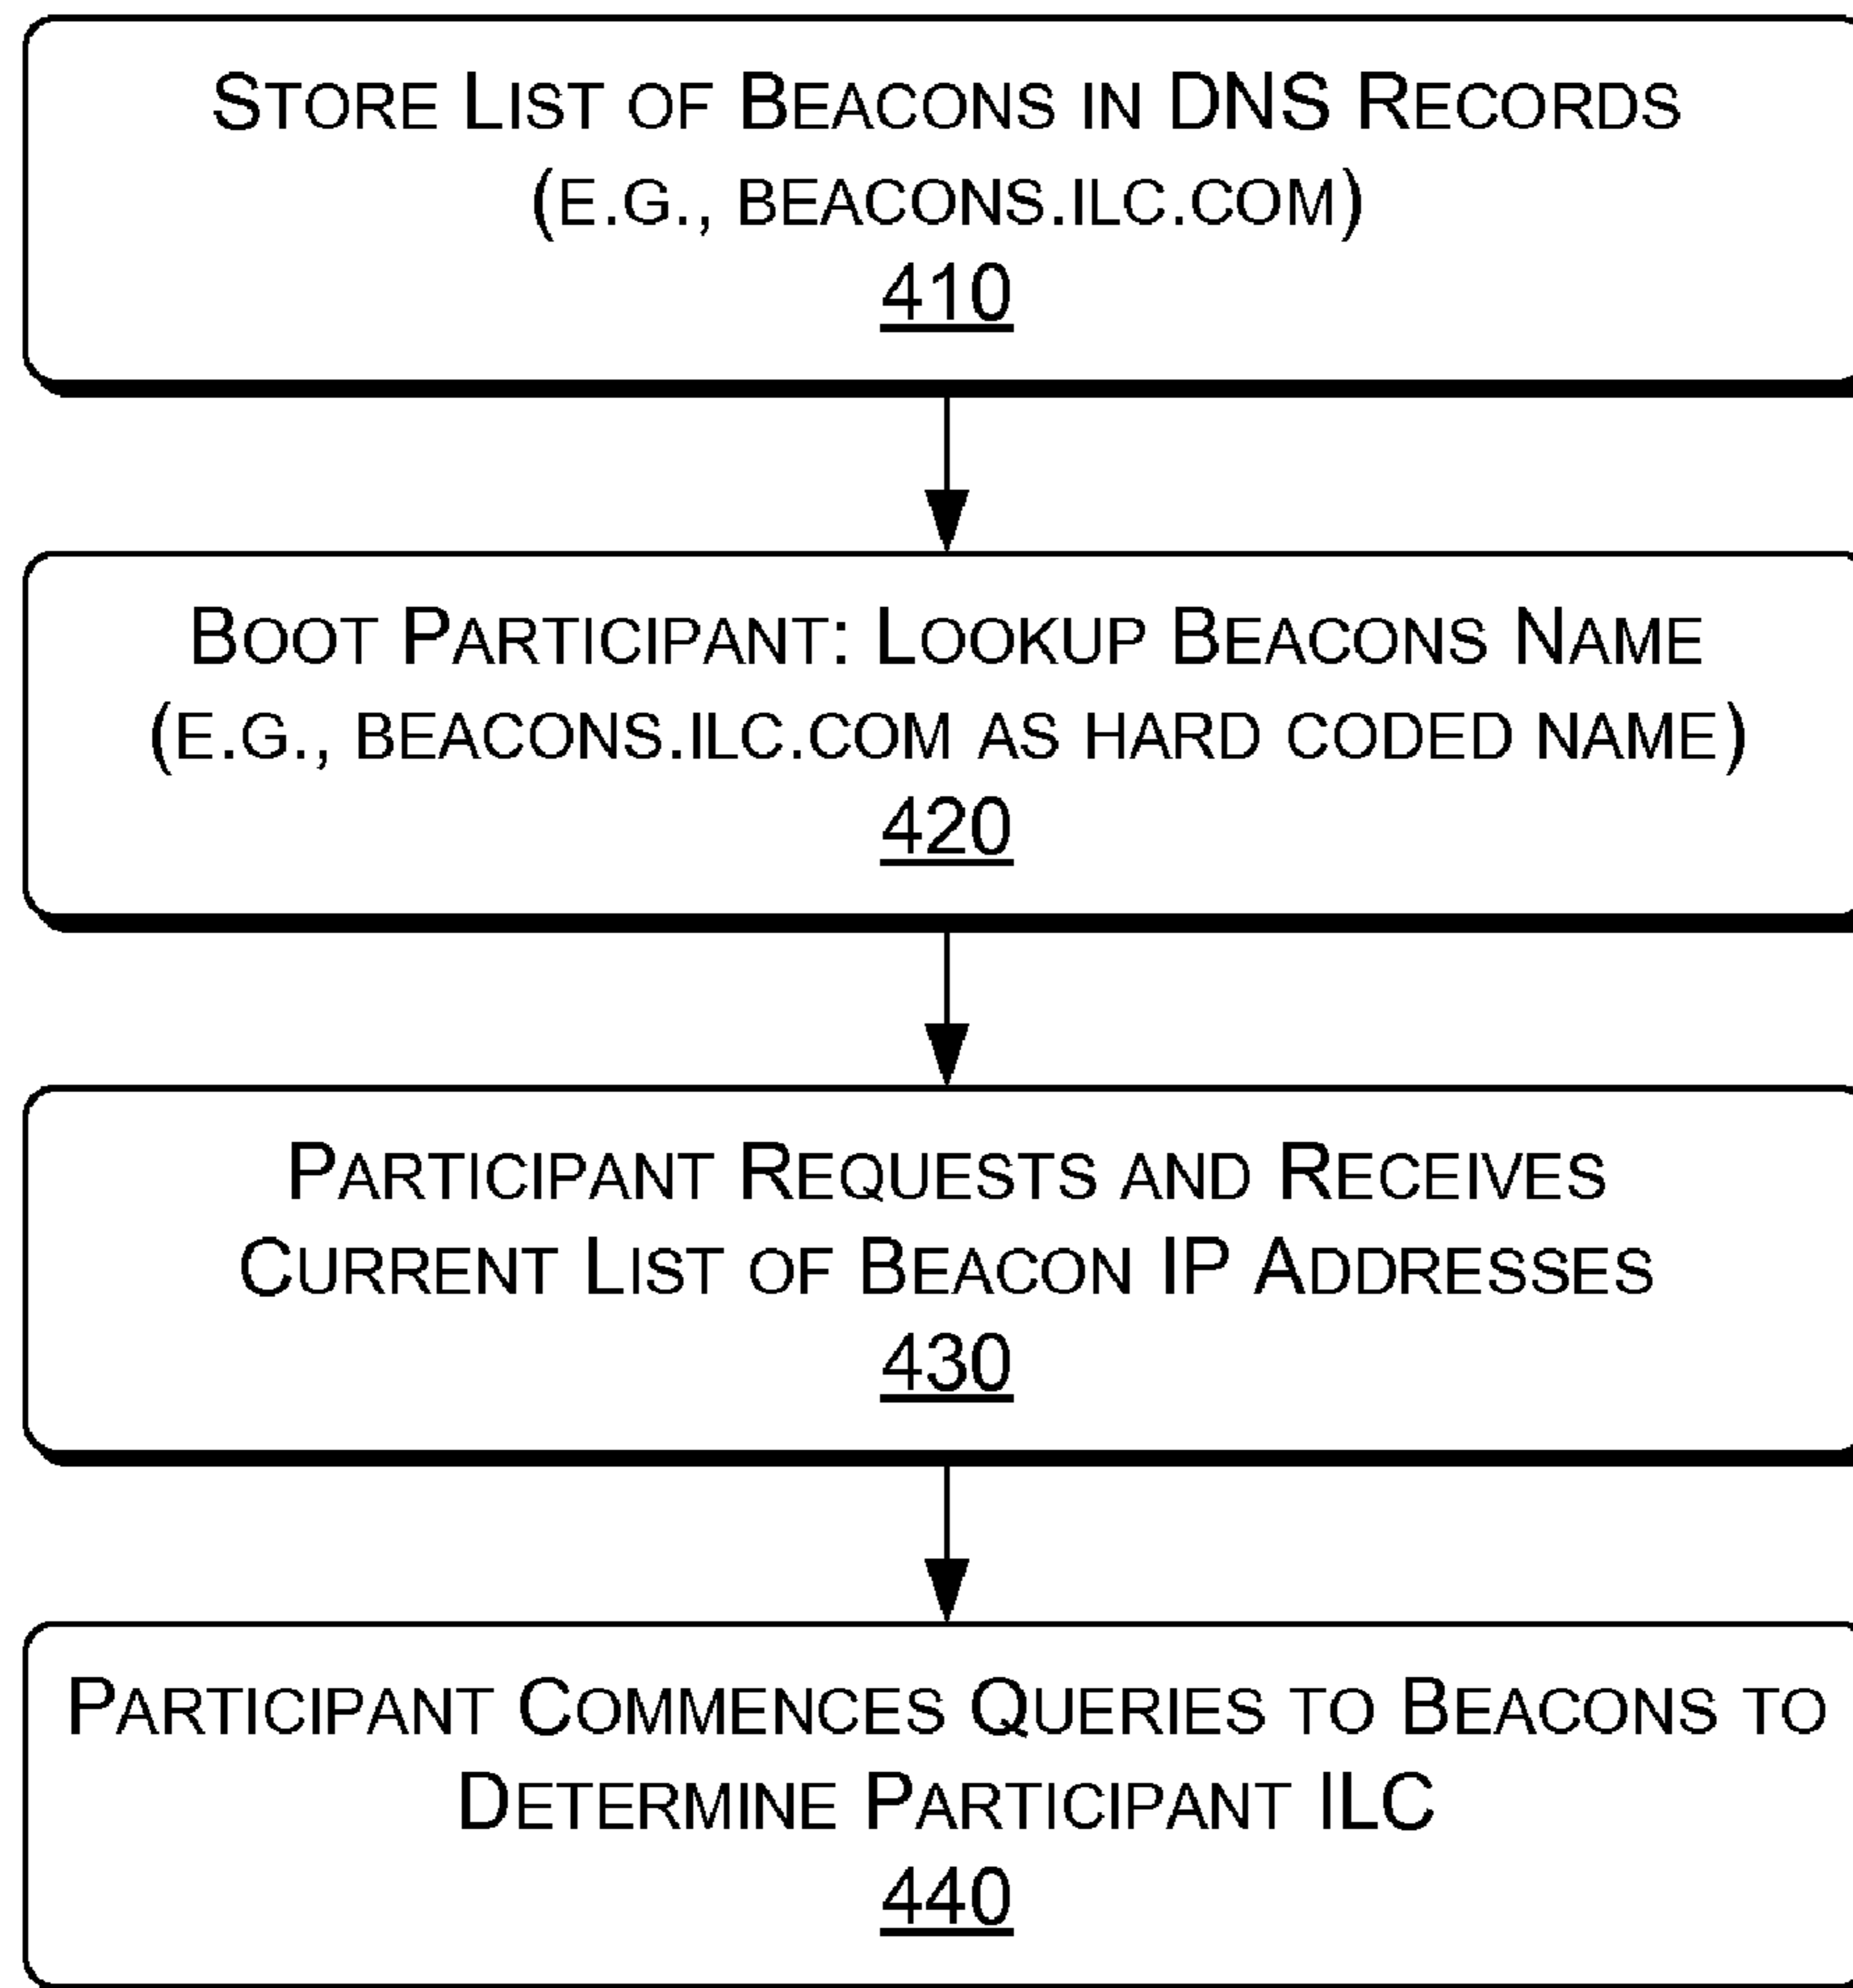 STORE LIST OF BEACONS IN DNS RECORDS
(E.G., BEACONS.ILC.COM)
410
BOOT PARTICIPANT: LOOKUP BEACONS NAME
(E.G., BEACONS.ILC.COM AS HARD CODED NAME)
420
PARTICIPANT REQUESTS AND RECEIVES
CURRENT LIST OF BEACON IP ADDRESSES
430
PARTICIPANT COMMENCES QUERIES TO BEACONS TO
DETERMINE PARTICIPANT ILC
440